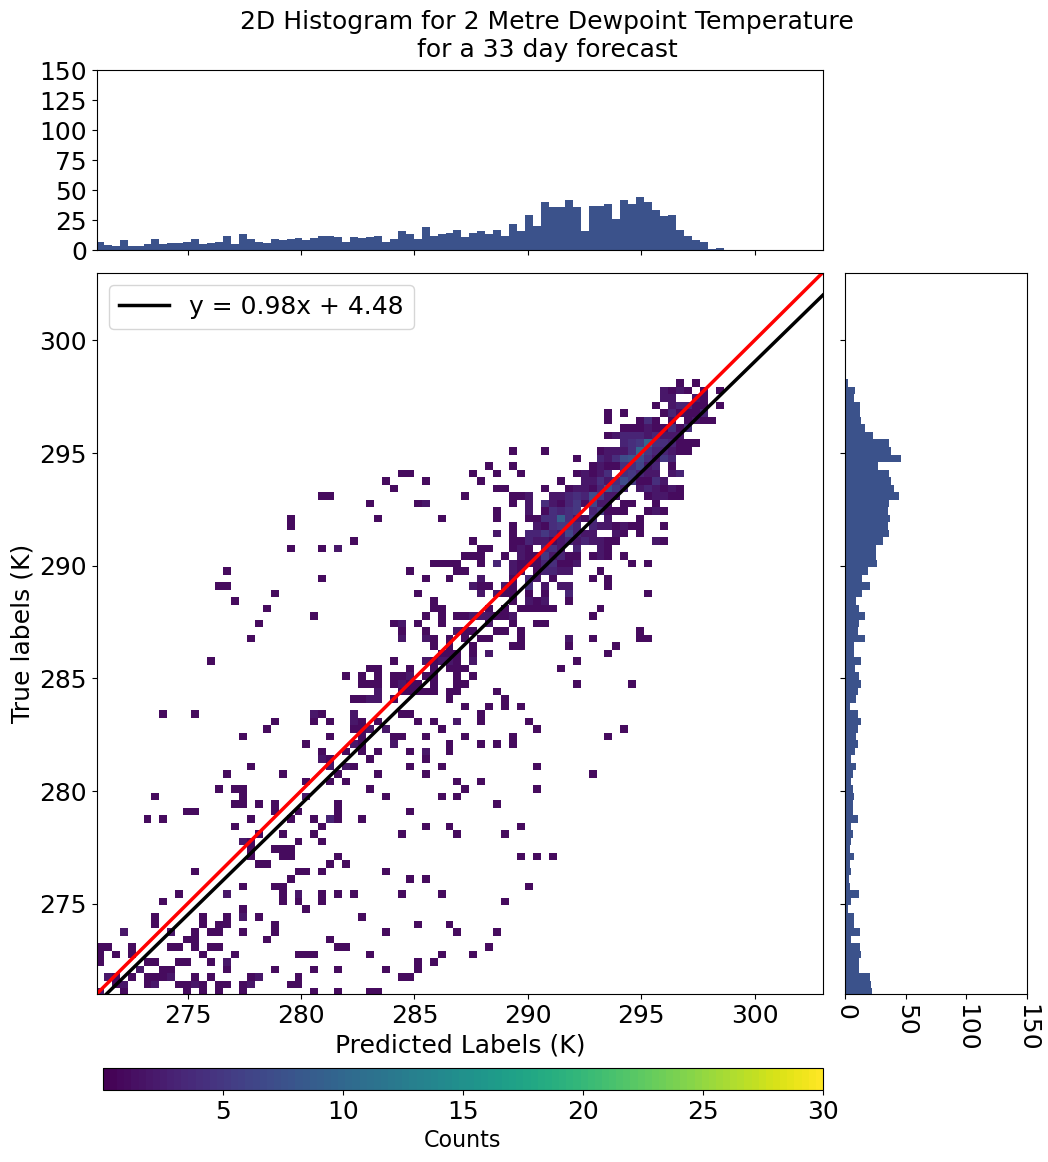 2D Histogram for 2 Metre Dewpoint Temperature
for a 33 day forecast
150
125
100
75
50
25
0
y = 0.98x + 4.48
300
295
290
285
280
275
True labels (K)
275 280 285 290 295 300
Predicted Labels (K)
0 50 100 150
5 10 15 20 25 30
Counts